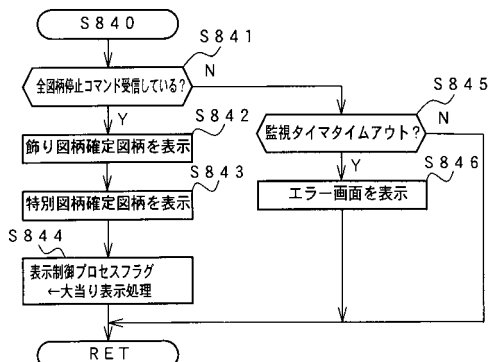 S840
S841
全図柄停止コマンド受信している?
N
Y
S842
飾り図柄確定図柄を表示
S843
特別図柄確定図柄を表示
S844
表示制御プロセスフラグ
←大当り表示処理
S845
監視タイマタイムアウト?
N
Y
S846
エラー画面を表示
RET